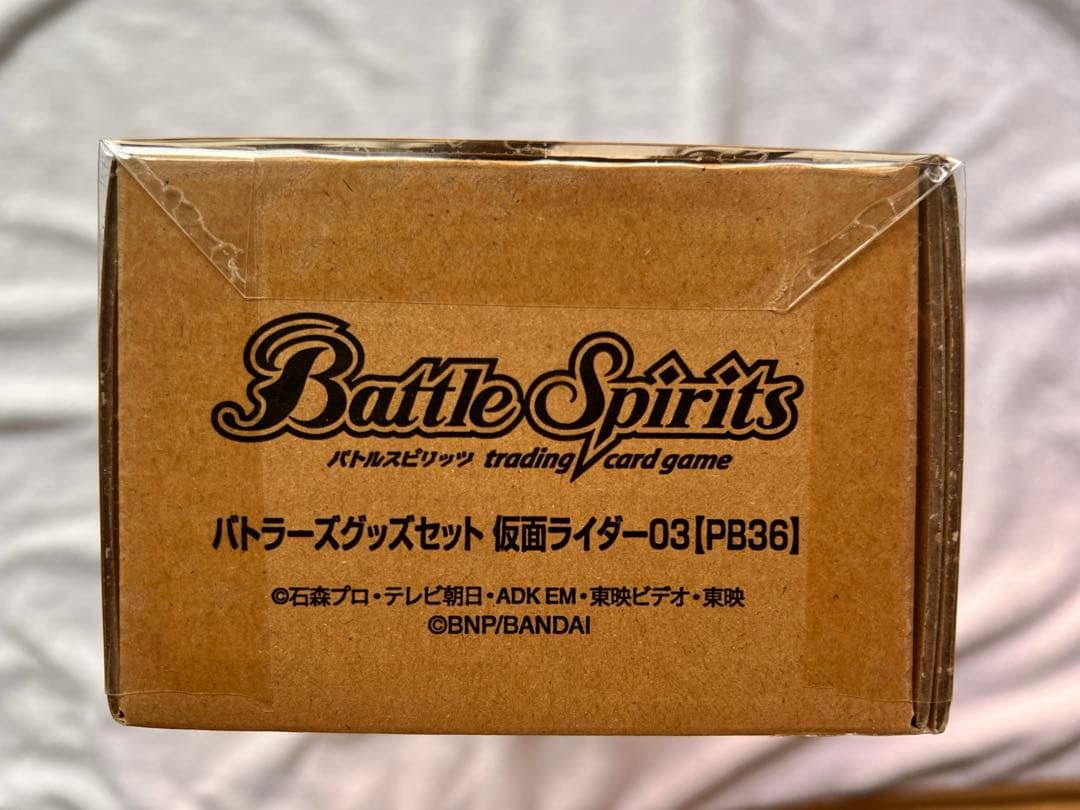 Battle Spirits
バトルスピリッツ trading card game
バトラーズグッズセット 仮面ライダー03【PB36】
©石森プロ・テレビ朝日・ADK EM・東映ビデオ・東映
©BNP/BANDAI